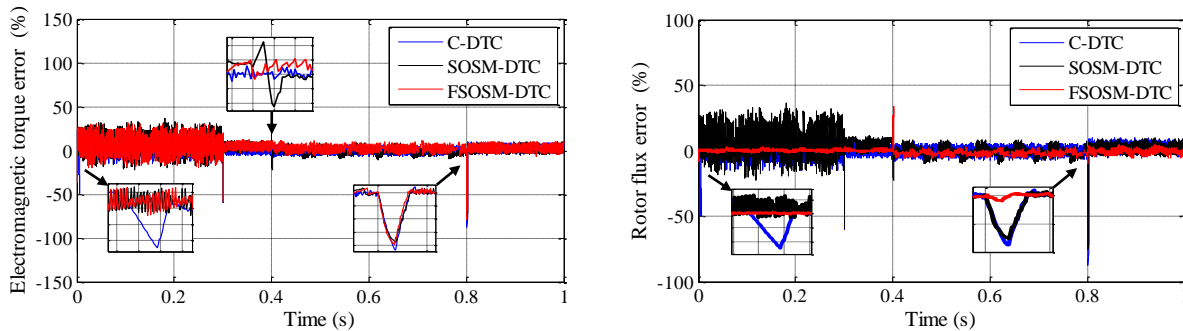 Electromagnetic torque error (%)
150
100
50
0
-50
-100
-150
0
0.2
0.4
0.6
0.8
1
Time (s)
C-DTC
SOSM-DTC
FSOSM-DTC
Rotor flux error (%)
100
50
0
-50
-100
0
0.2
0.4
0.6
0.8
1
Time (s)
C-DTC
SOSM-DTC
FSOSM-DTC